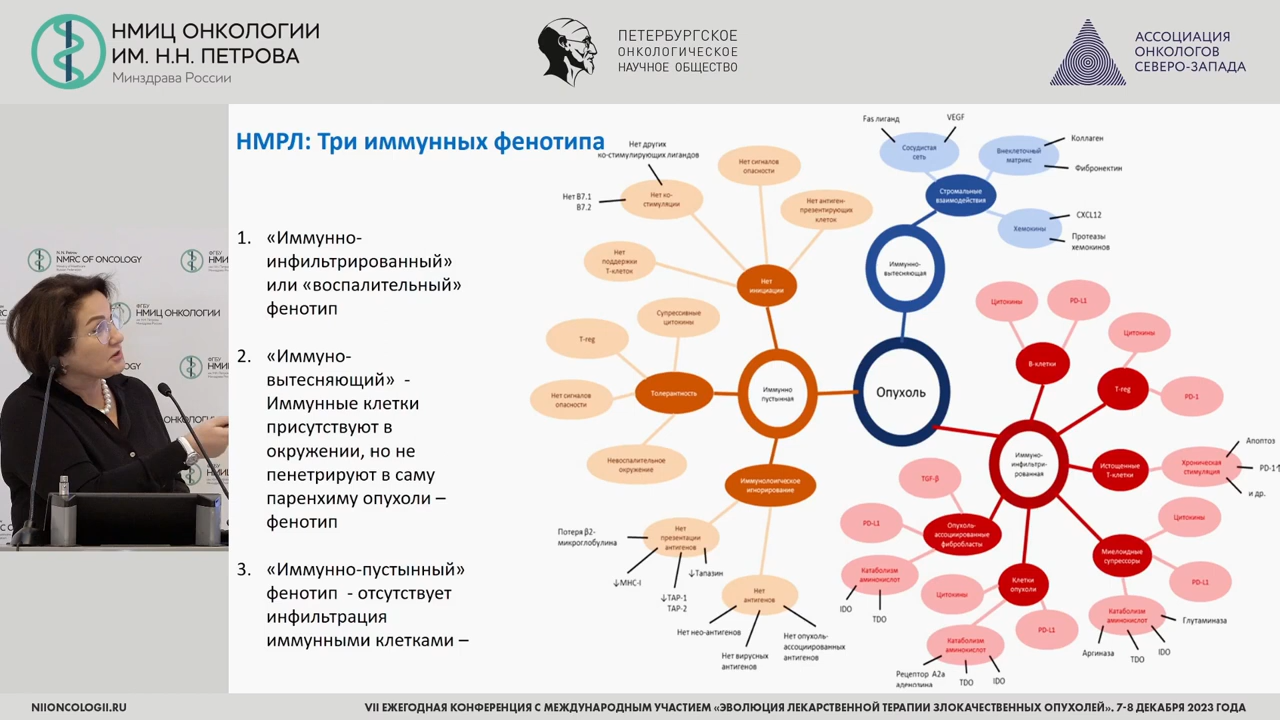 НМИЦ ОНКОЛОГИИ
ИМ. Н.Н. ПЕТРОВА
Минздрава России
ПЕТЕРБУРГСКОЕ
ОНКОЛОГИЧЕСКОЕ
НАУЧНОЕ ОБЩЕСТВО
АССОЦИАЦИЯ
ОНКОЛОГОВ
СЕВЕРО-ЗАПАДА
НМРЛ: Три иммунных фенотипа
1. «Иммунно-
инфильтрированный»
или «воспалительный»
фенотип
2. «Иммуно-
вытесняющий» -
Иммунные клетки
присутствуют в
окружении, но не
пенетрируют в саму
паренхиму опухоли –
фенотип
3. «Иммунно-пустынный»
фенотип - отсутствует
инфильтрация
иммунными клетками –
Опухоль
Иммунно
пустынная
Нет
инициации
Нет ко-
стимуляции
Нет других
ко-стимулирующих лигандов
Нет B7.1
B7.2
Нет сигналов
опасности
Нет антиген-
презентирующих
клеток
Нет
поддержки
Т-клеток
Толерантность
Супрессивные
цитокины
T-reg
Нет сигналов
опасности
Невоспалительное
окружение
Иммунологическое
игнорирование
Нет
презентации
антигенов
Потеря β2-
микроглобулина
↓MHC-I
↓TAP-1
TAP-2
↓Тапазин
Нет
антигенов
Нет нео-антигенов
Нет вирусных
антигенов
Нет опухоль-
ассоциированных
антигенов
Иммунно-
вытесняющая
Стромальные
взаимодействия
Сосудистая
сеть
Fas лиганд
VEGF
Внеклеточный
матрикс
Коллаген
Фибронектин
Хемокины
CXCL12
Протеазы
хемокинов
Иммуно-
инфильтри-
рованная
В-клетки
Цитокины
PD-L1
T-reg
Цитокины
PD-1
Истощенные
Т-клетки
Хроническая
стимуляция
Апоптоз
PD-1↑
и др.
Миелоидные
супрессоры
Цитокины
PD-L1
Катаболизм
аминокислот
Глутаминаза
IDO
TDO
Аргиназа
Клетки
опухоли
Цитокины
PD-L1
Катаболизм
аминокислот
Рецептор A2a
аденозина
TDO
IDO
Опухоль-
ассоциированные
фибробласты
TGF-β
PD-L1
Катаболизм
аминокислот
IDO
TDO
NMRC OF ONCOLOGY
НМИЦ ОНКОЛОГИИ
NIIONCOLOGII.RU
VII ЕЖЕГОДНАЯ КОНФЕРЕНЦИЯ С МЕЖДУНАРОДНЫМ УЧАСТИЕМ «ЭВОЛЮЦИЯ ЛЕКАРСТВЕННОЙ ТЕРАПИИ ЗЛОКАЧЕСТВЕННЫХ ОПУХОЛЕЙ». 7-8 ДЕКАБРЯ 2023 ГОДА